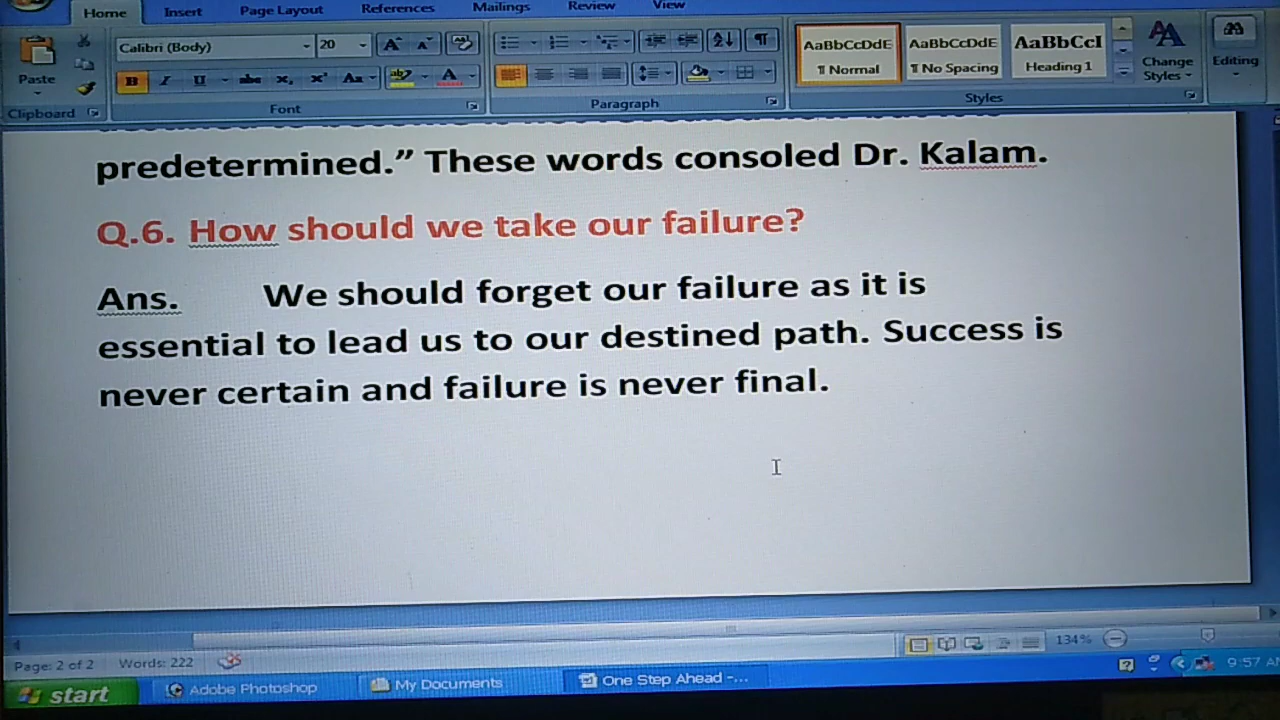 Home Insert Page Layout References Mailings Review View
Calibri (Body) 20
AaBbCcDdE AaBbCcDdE AaBbCcI
Paste ¶ Normal ¶ No Spacing Heading 1 Change Styles Editing
Clipboard Font Paragraph Styles
predetermined.” These words consoled Dr. Kalam.
Q.6. How should we take our failure?
Ans. We should forget our failure as it is
essential to lead us to our destined path. Success is
never certain and failure is never final.
134%
Page: 2 of 2 Words: 222
start Adobe Photoshop My Documents One Step Ahead -... 9:57 A